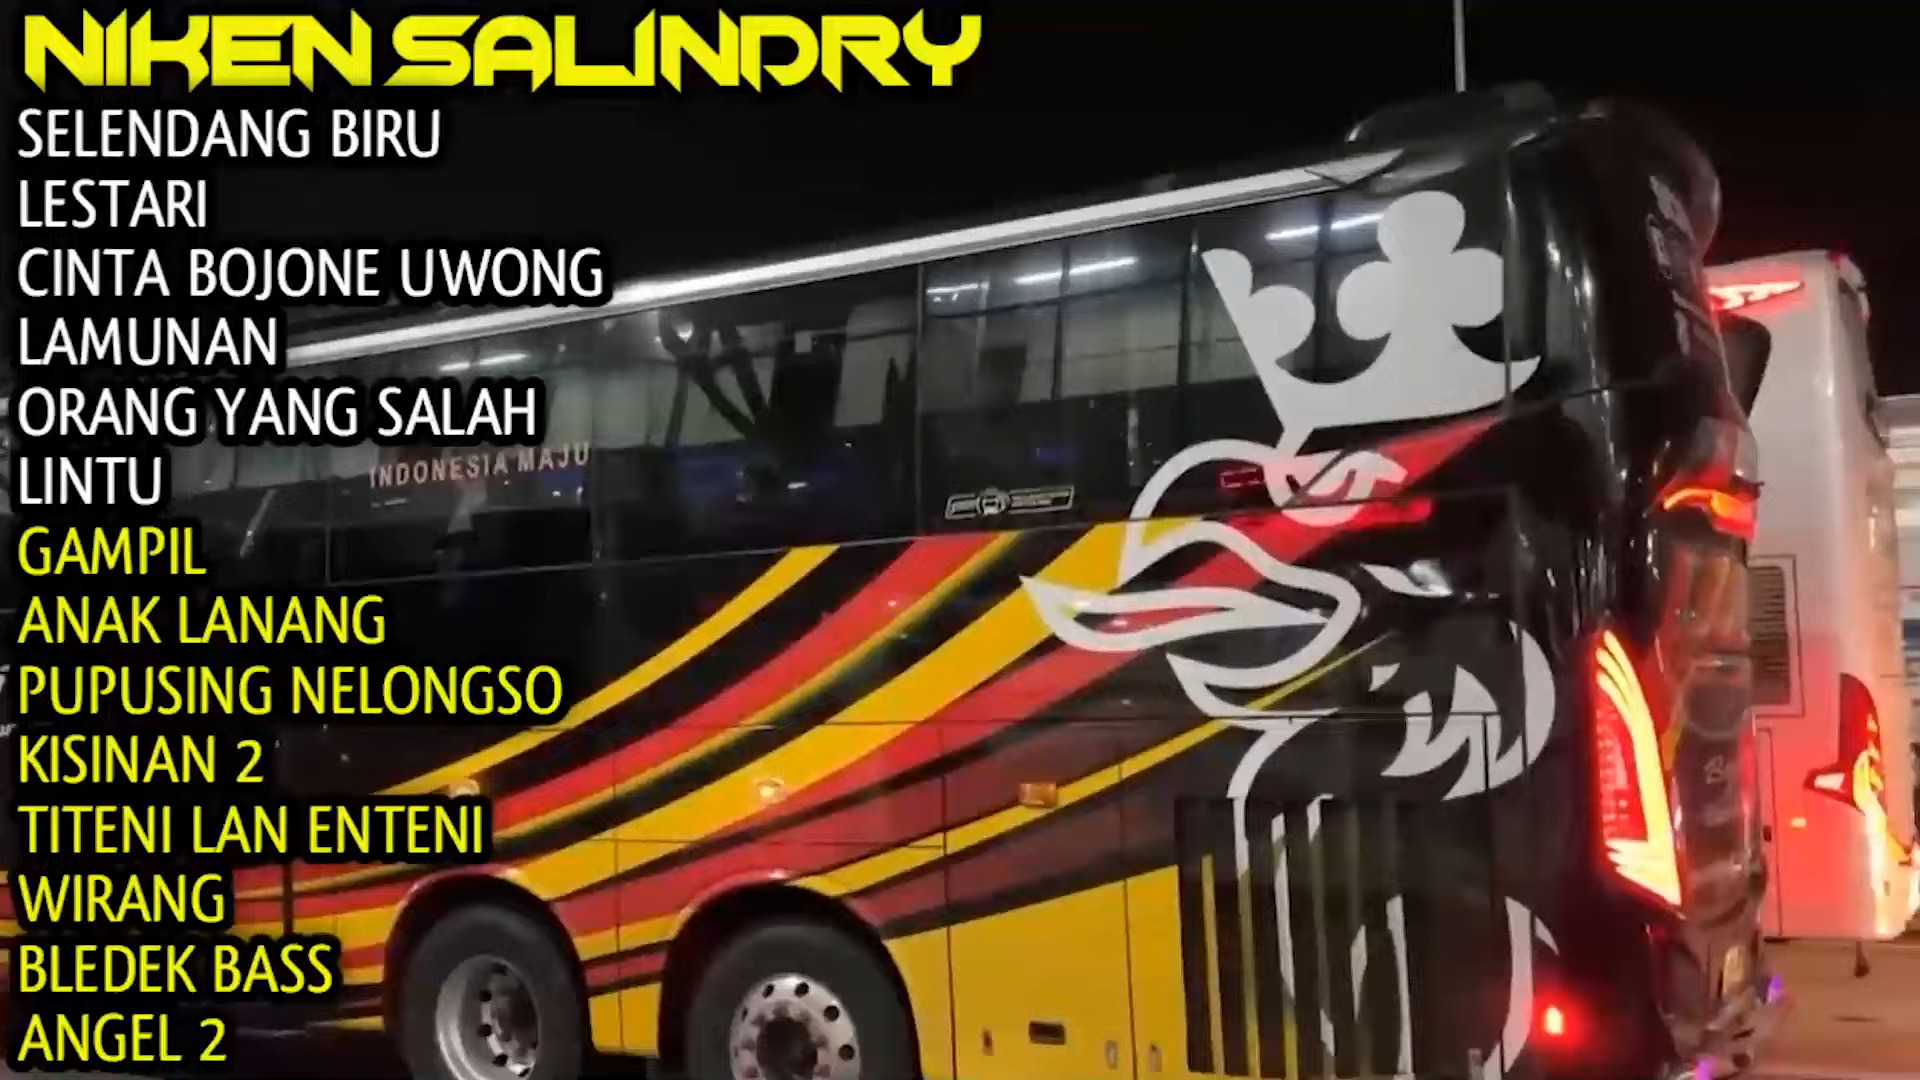 NIKEN SALINDRY
SELENDANG BIRU
LESTARI
CINTA BOJONE UWONG
LAMUNAN
ORANG YANG SALAH
LINTU
GAMPIL
ANAK LANANG
PUPUSING NELONGSO
KISINAN 2
TITENI LAN ENTENI
WIRANG
BLEDEK BASS
ANGEL 2
INDONESIA MAJU